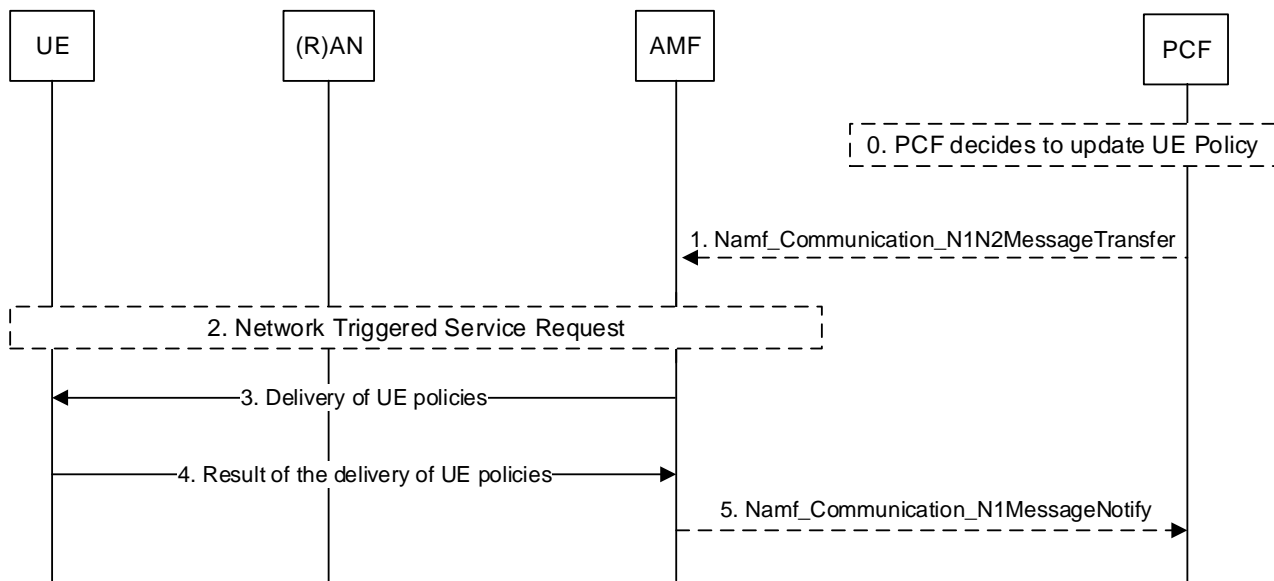 UE
(R)AN
AMF
PCF
0. PCF decides to update UE Policy
1. Namf_Communication_N1N2MessageTransfer
2. Network Triggered Service Request
3. Delivery of UE policies
4. Result of the delivery of UE policies
5. Namf_Communication_N1MessageNotify